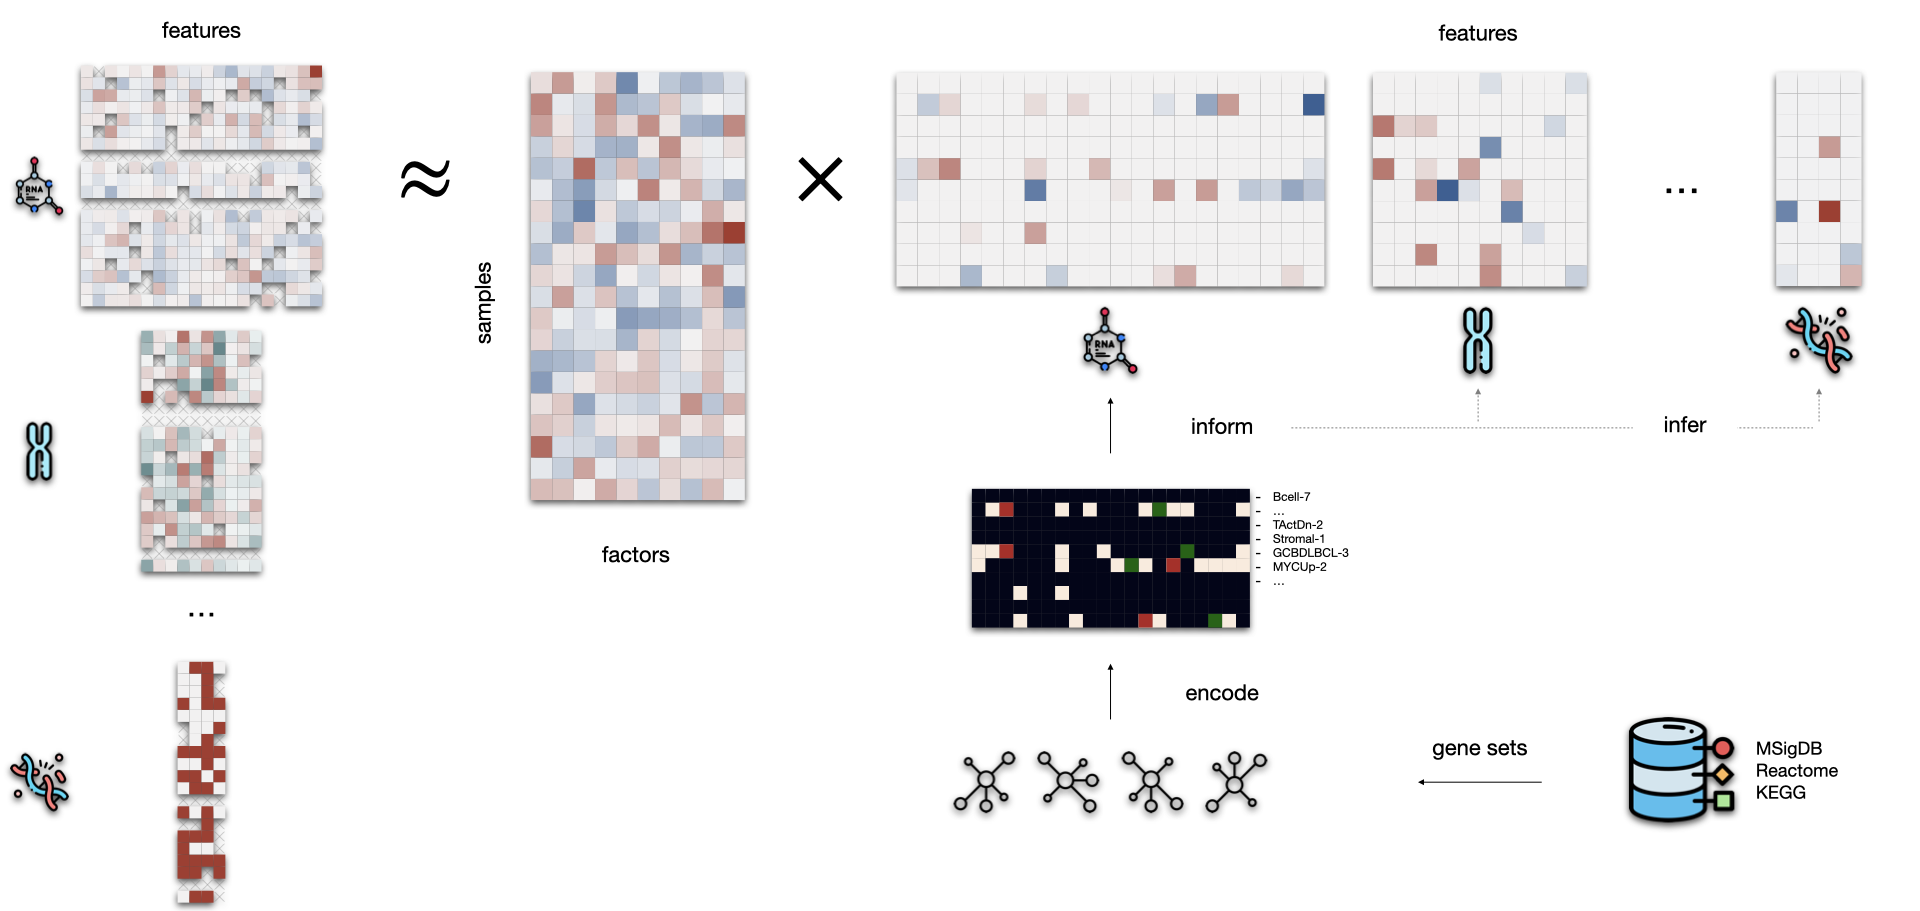 features
features
RNA
≈
×
...
samples
RNA
inform
infer
Bcell-7
...
TActDn-2
Stromal-1
GCBDLBCL-3
MYCUp-2
...
factors
...
encode
gene sets
MSigDB
Reactome
KEGG